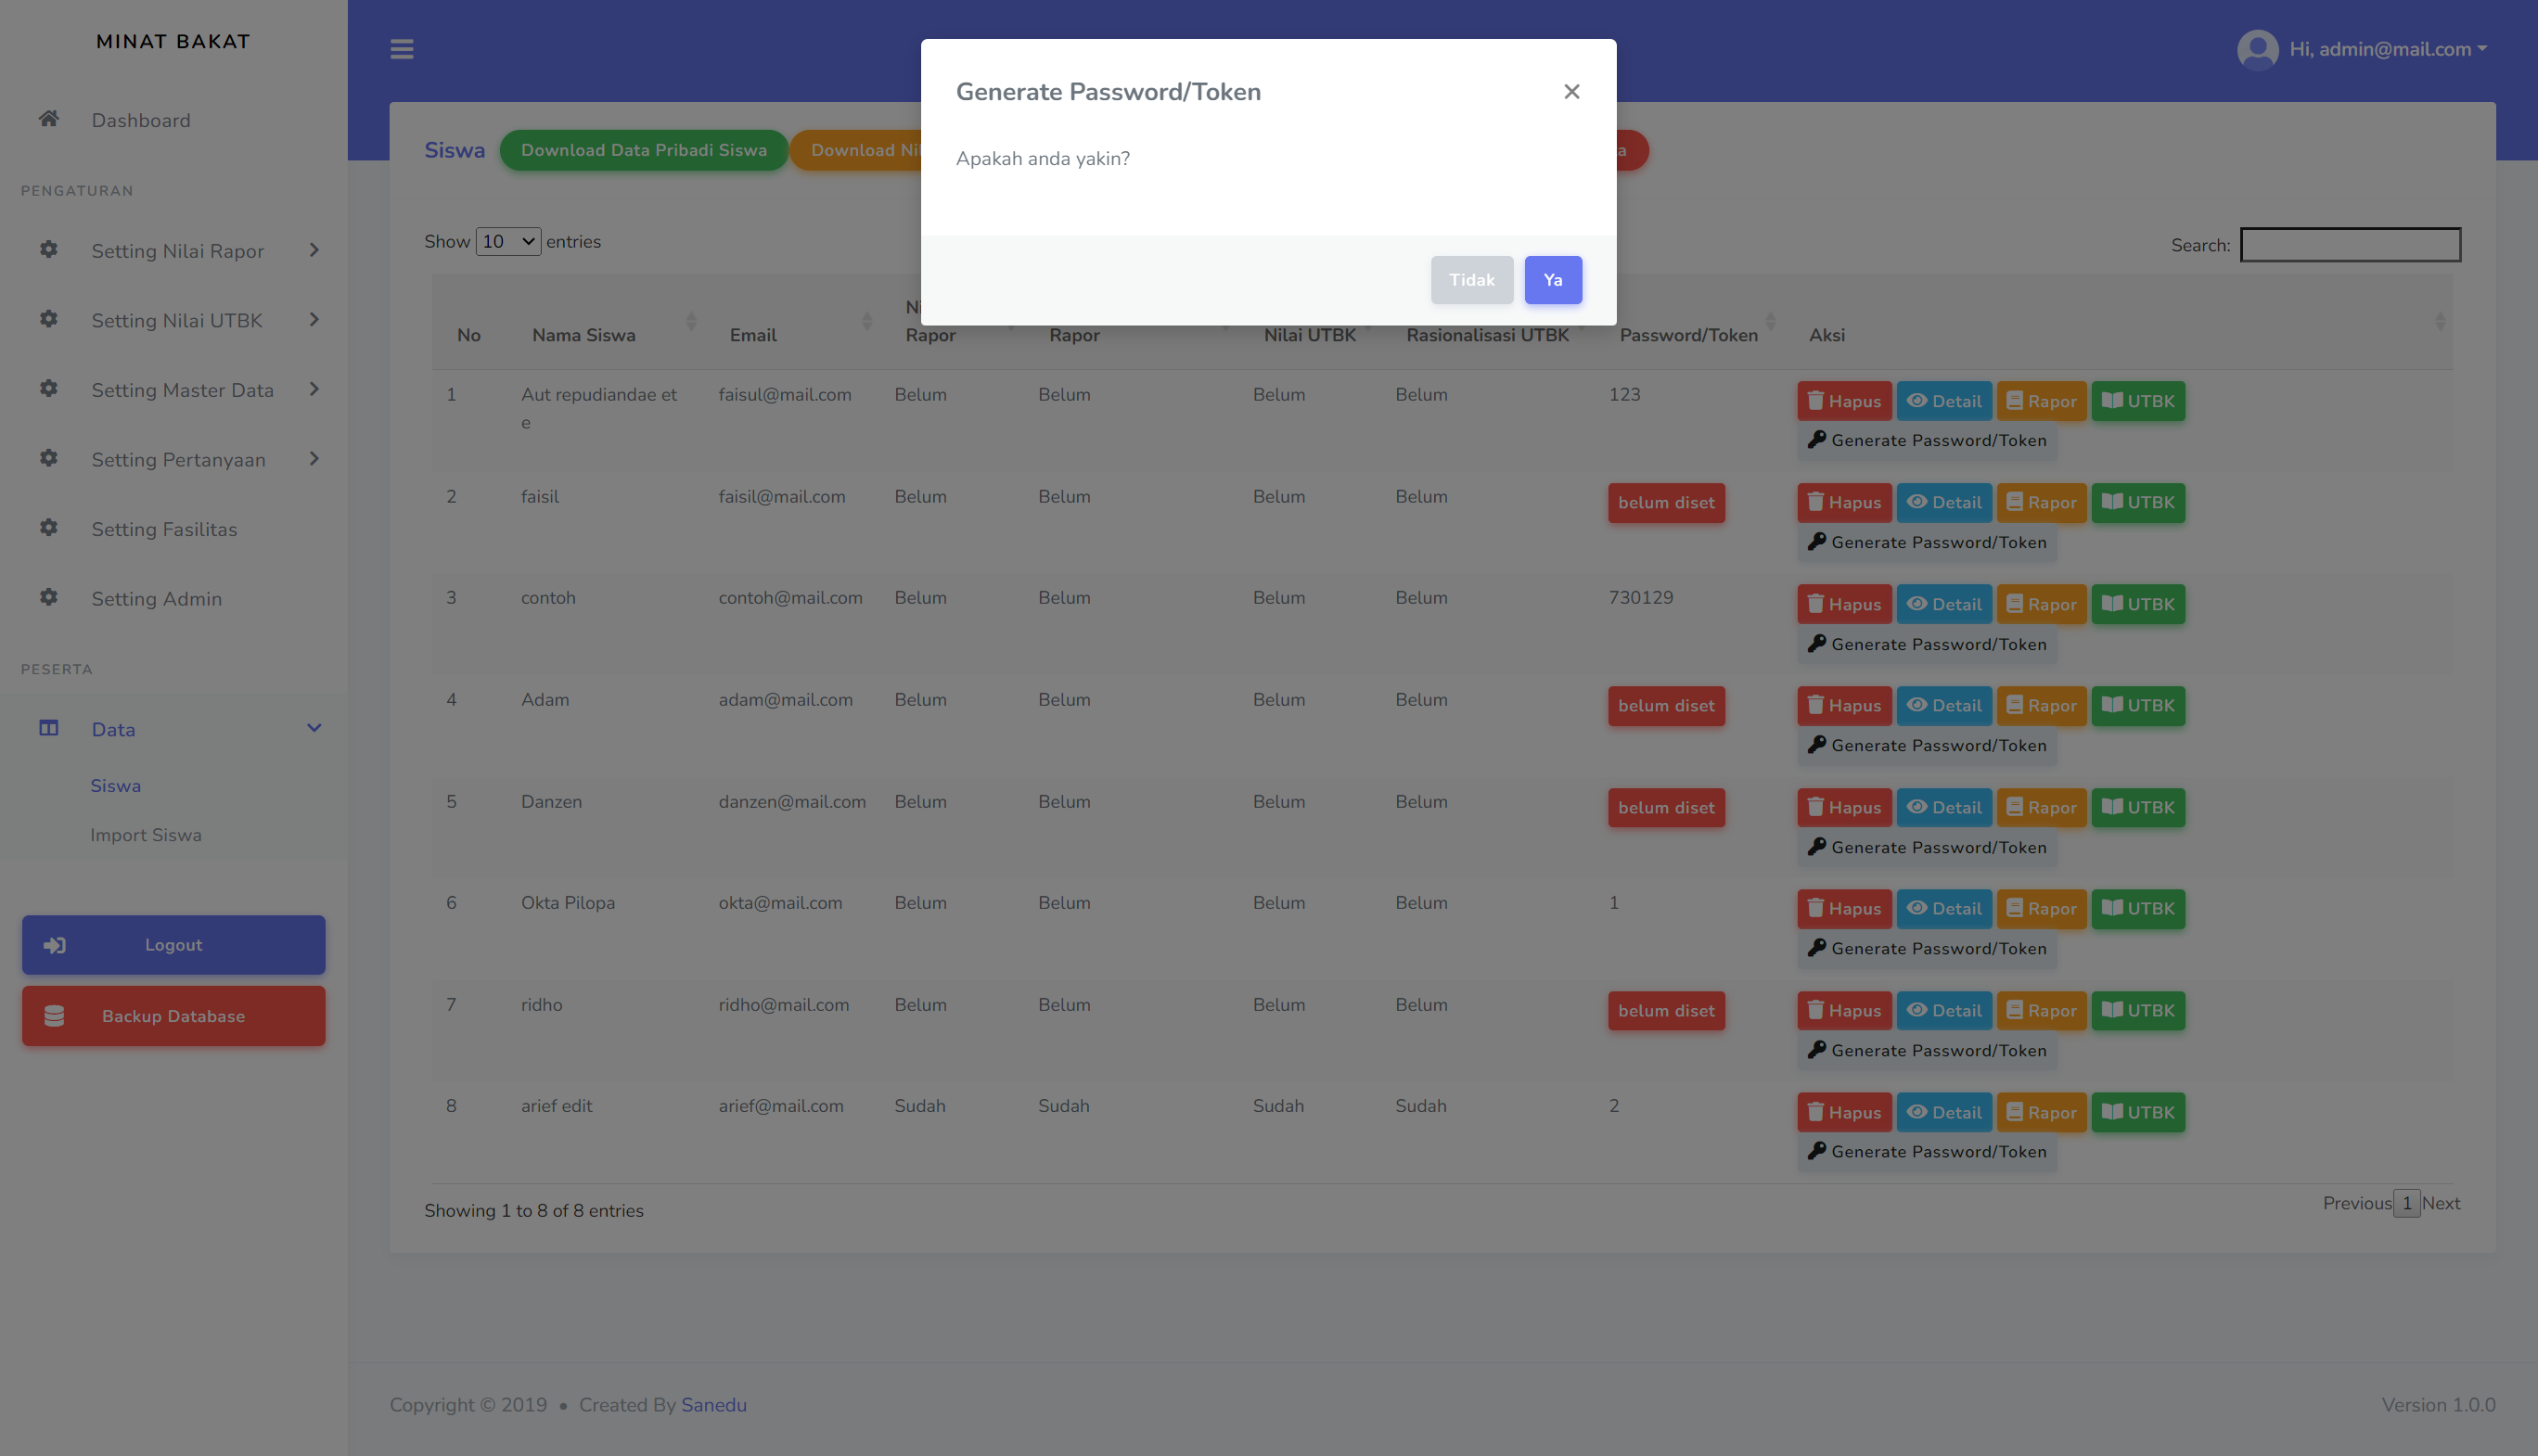 MINAT BAKAT
Dashboard
PENGATURAN
Setting Nilai Rapor
Setting Nilai UTBK
Setting Master Data
Setting Pertanyaan
Setting Fasilitas
Setting Admin
PESERTA
Data
Siswa
Import Siswa
Logout
Backup Database
Hi, admin@mail.com
Generate Password/Token
Apakah anda yakin?
Tidak Ya
Siswa Download Data Pribadi Siswa Download
Show 10 entries
Search:
No Nama Siswa Email Rapor Rapor Nilai UTBK Rasionalisasi UTBK Password/Token Aksi
1 Aut repudiandae et faisul@mail.com Belum Belum Belum Belum 123 Hapus Detail Rapor UTBK
e
Generate Password/Token
2 faisil faisil@mail.com Belum Belum Belum Belum belum diset Hapus Detail Rapor UTBK
Generate Password/Token
3 contoh contoh@mail.com Belum Belum Belum Belum 730129 Hapus Detail Rapor UTBK
Generate Password/Token
4 Adam adam@mail.com Belum Belum Belum Belum belum diset Hapus Detail Rapor UTBK
Generate Password/Token
5 Danzen danzen@mail.com Belum Belum Belum Belum belum diset Hapus Detail Rapor UTBK
Generate Password/Token
6 Okta Pilopa okta@mail.com Belum Belum Belum Belum 1 Hapus Detail Rapor UTBK
Generate Password/Token
7 ridho ridho@mail.com Belum Belum Belum Belum belum diset Hapus Detail Rapor UTBK
Generate Password/Token
8 arief edit arief@mail.com Sudah Sudah Sudah Sudah 2 Hapus Detail Rapor UTBK
Generate Password/Token
Showing 1 to 8 of 8 entries
Previous 1 Next
Copyright © 2019 • Created By Sanedu
Version 1.0.0